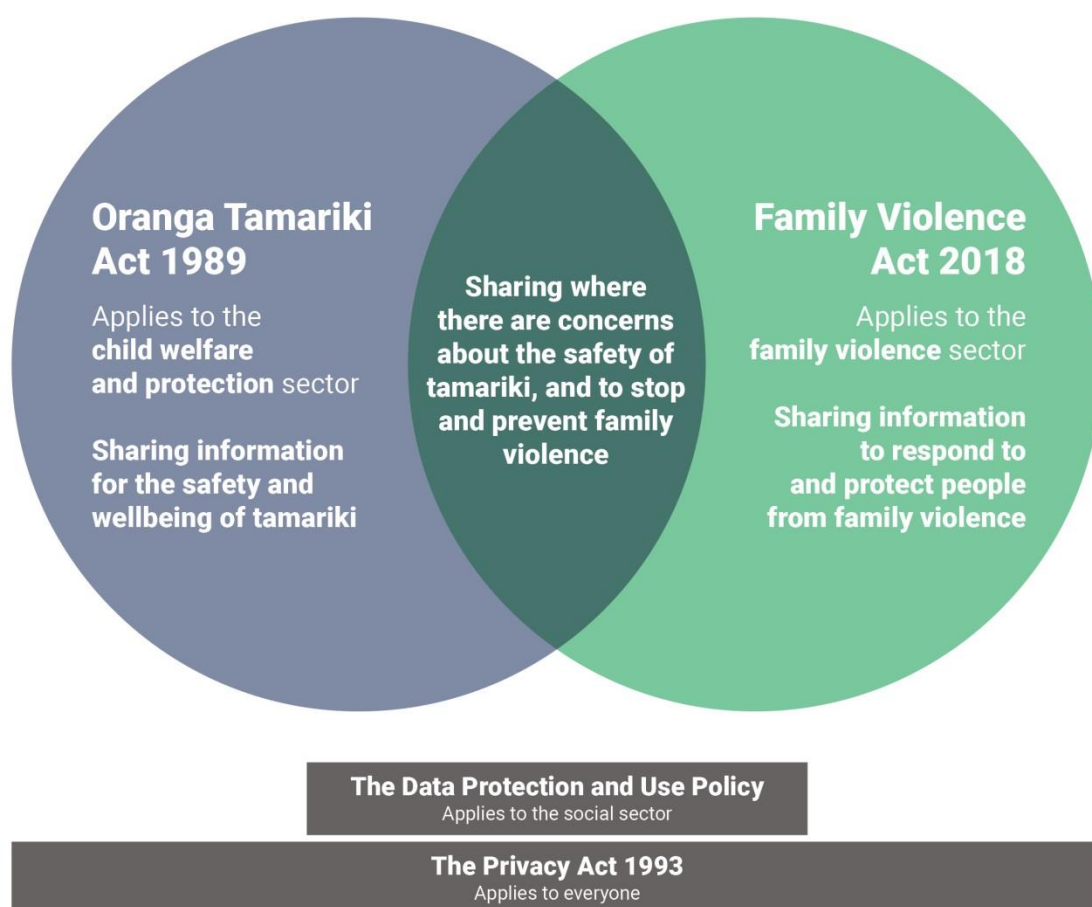 Oranga Tamariki
Act 1989
Applies to the
child welfare
and protection sector
Sharing information
for the safety and
wellbeing of tamariki
Sharing where
there are concerns
about the safety of
tamariki, and to stop
and prevent family
violence
Family Violence
Act 2018
Applies to the
family violence sector
Sharing information
to respond to
and protect people
from family violence
The Data Protection and Use Policy
Applies to the social sector
The Privacy Act 1993
Applies to everyone